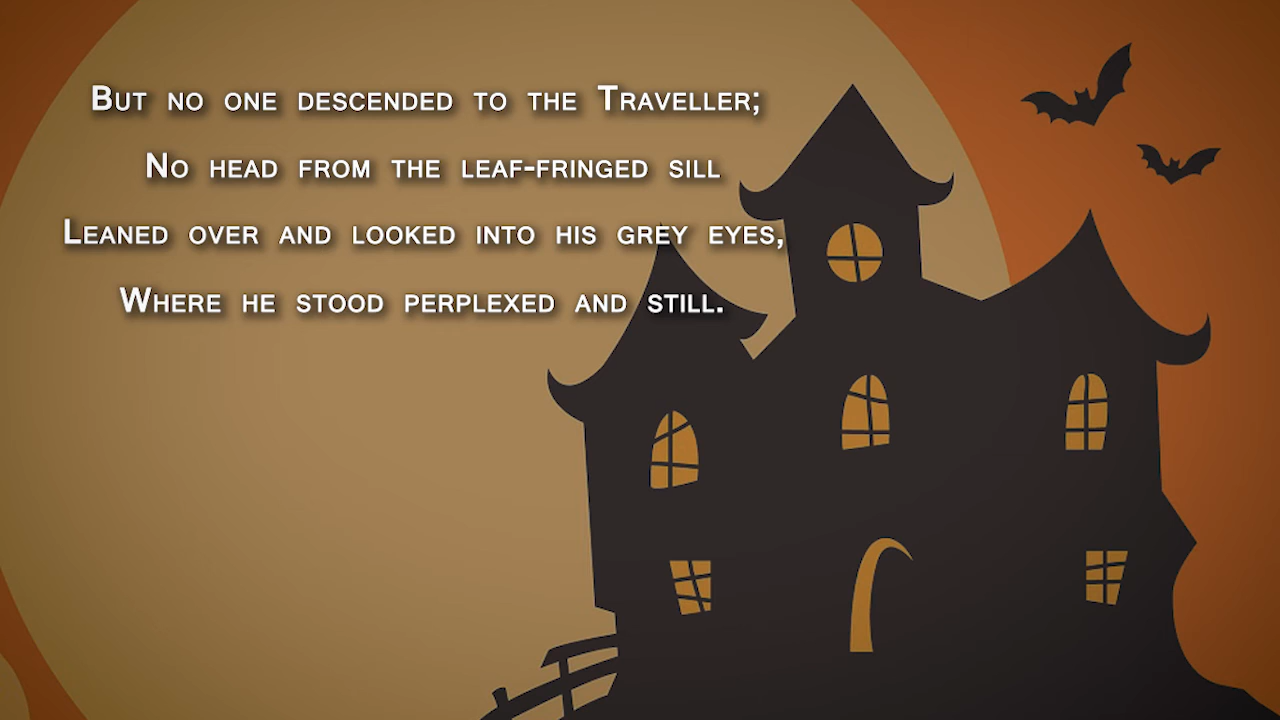 But no one descended to the Traveller;
No head from the leaf-fringed sill
Leaned over and looked into his grey eyes,
Where he stood perplexed and still.